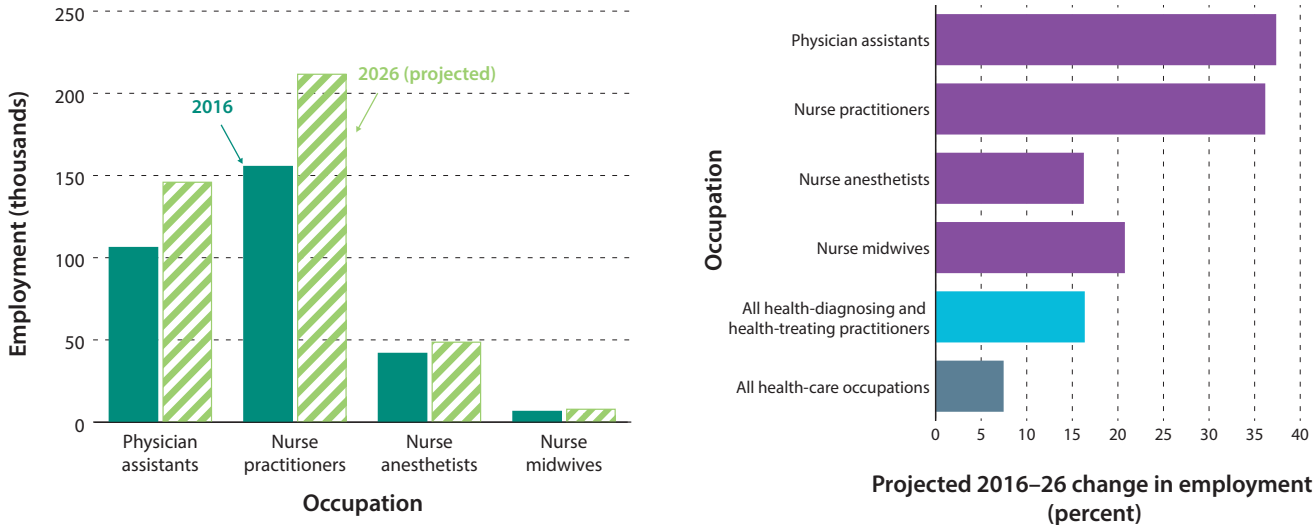 250
200
150
100
50
0
Employment (thousands)
2016
2026 (projected)
Physician
assistants
Nurse
practitioners
Nurse
anesthetists
Nurse
midwives
Occupation
Occupation
Physician assistants
Nurse practitioners
Nurse anesthetists
Nurse midwives
All health-diagnosing and
health-treating practitioners
All health-care occupations
0 5 10 15 20 25 30 35 40
Projected 2016–26 change in employment
(percent)